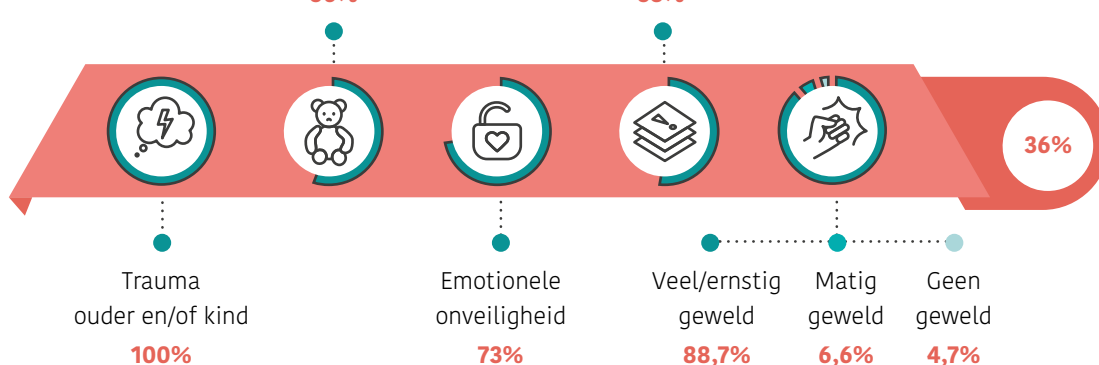 36%
Trauma
ouder en/of kind
100%
Emotionele
onveiligheid
73%
Veel/ernstig
geweld
88,7%
Matig
geweld
6,6%
Geen
geweld
4,7%